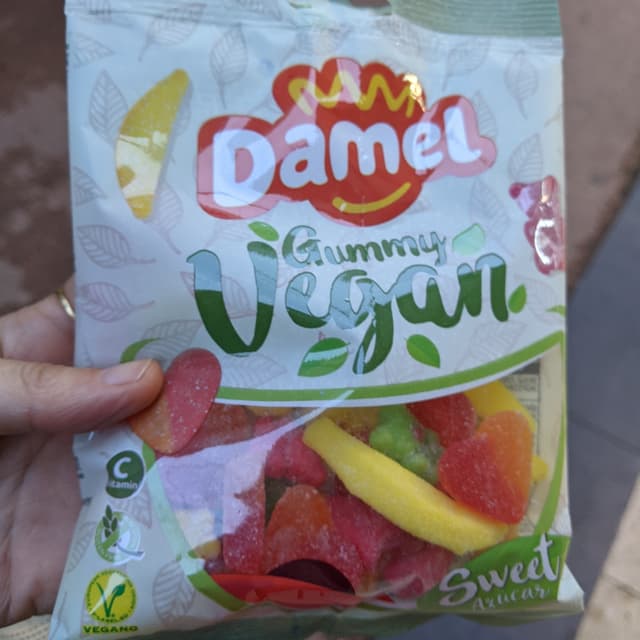 Damel
Gummy
Vegan
C
vitamin
Sweet
Azúcar
V
VEGANO